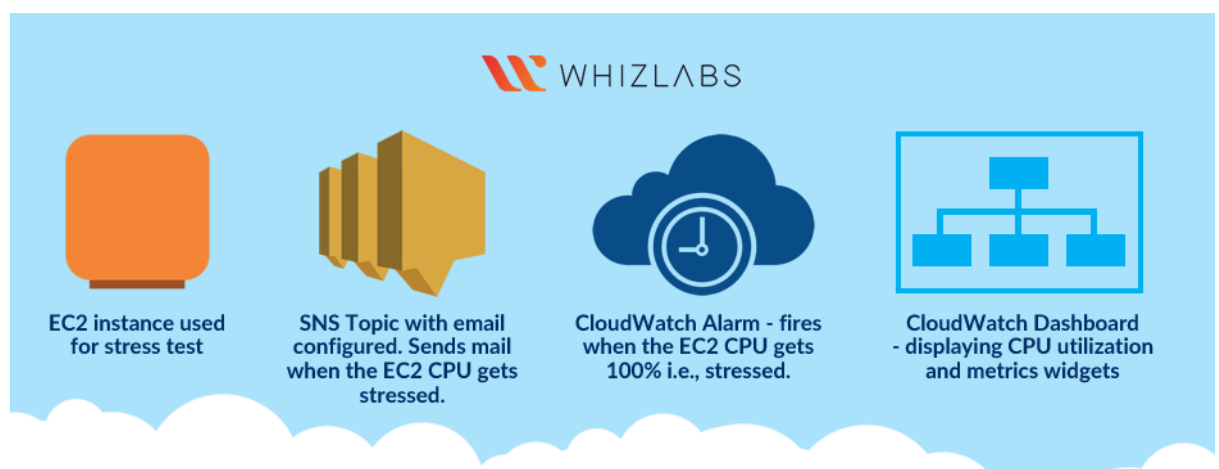 WHIZLABS
EC2 instance used
for stress test
SNS Topic with email
configured. Sends mail
when the EC2 CPU gets
stressed.
CloudWatch Alarm - fires
when the EC2 CPU gets
100% i.e., stressed.
CloudWatch Dashboard
- displaying CPU utilization
and metrics widgets